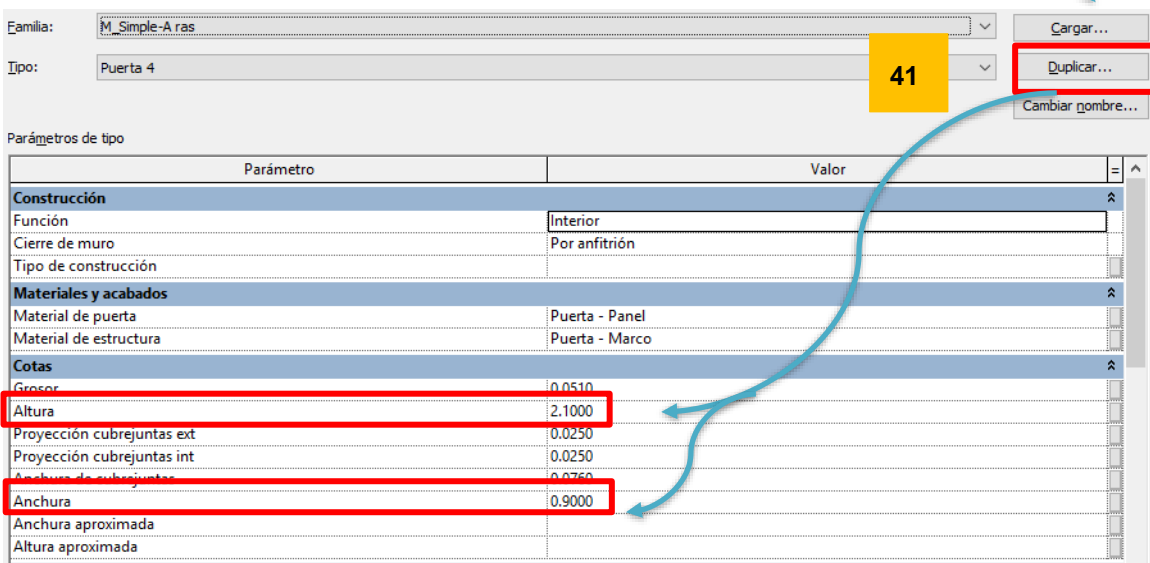 Familia: M_Simple-A ras Cargar...
Tipo: Puerta 4 41 Duplicar...
Cambiar nombre...
Parámetros de tipo
Parámetro Valor =
Construcción
Función Interior
Cierre de muro Por anfitrión
Tipo de construcción
Materiales y acabados
Material de puerta Puerta - Panel
Material de estructura Puerta - Marco
Cotas
Grosor 0.0510
Altura 2.1000
Proyección cubrejuntas ext 0.0250
Proyección cubrejuntas int 0.0250
Anchura de cubrejuntas 0.0760
Anchura 0.9000
Anchura aproximada
Altura aproximada